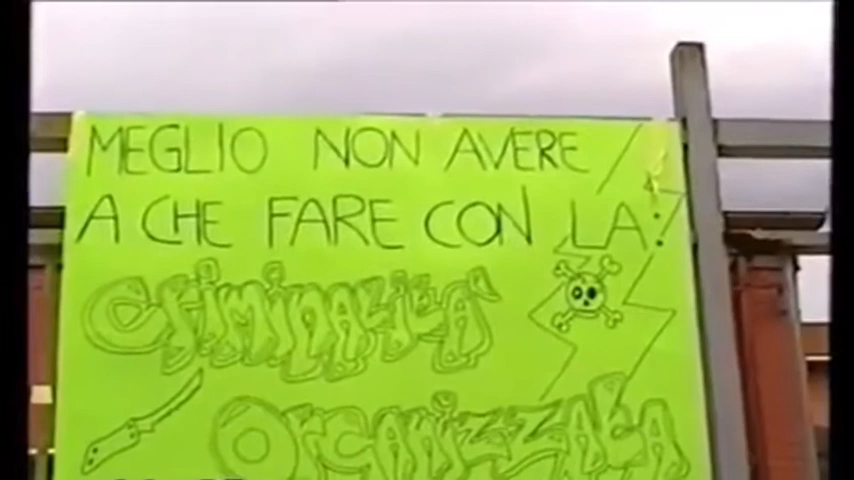 MEGLIO NON AVERE
A CHE FARE CON LA:
CRIMINALITÀ
ORGANIZZATA